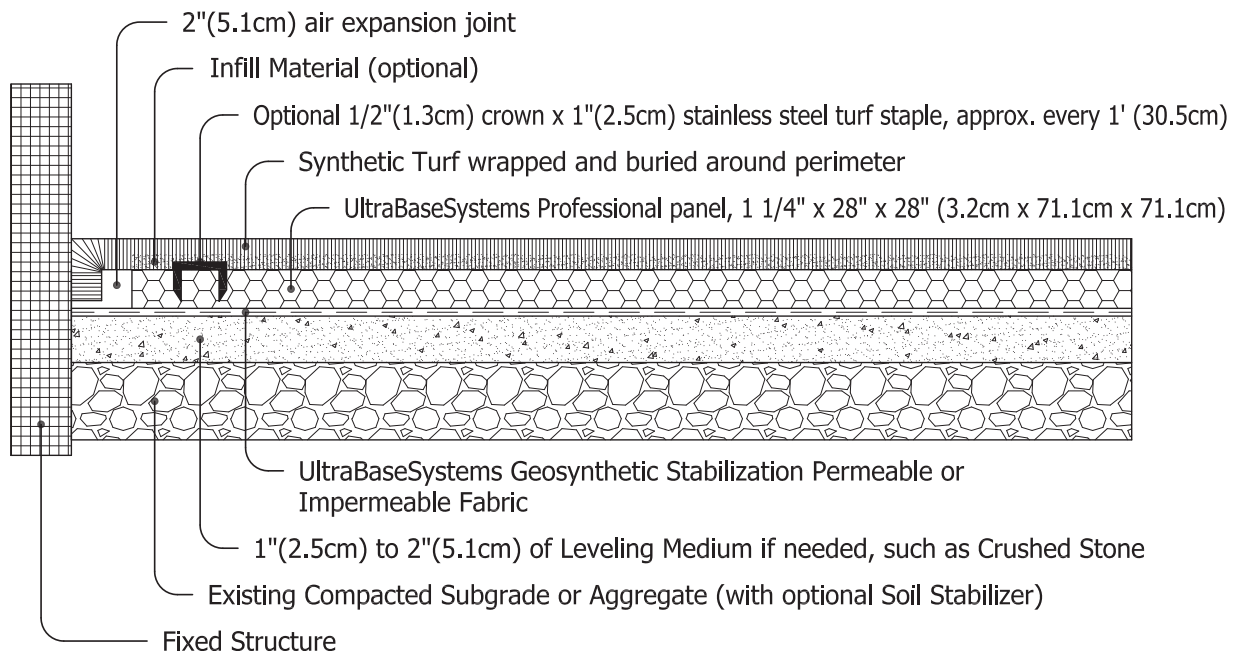 2"(5.1cm) air expansion joint
Infill Material (optional)
Optional 1/2"(1.3cm) crown x 1"(2.5cm) stainless steel turf staple, approx. every 1' (30.5cm)
Synthetic Turf wrapped and buried around perimeter
UltraBaseSystems Professional panel, 1 1/4" x 28" x 28" (3.2cm x 71.1cm x 71.1cm)
UltraBaseSystems Geosynthetic Stabilization Permeable or
Impermeable Fabric
1"(2.5cm) to 2"(5.1cm) of Leveling Medium if needed, such as Crushed Stone
Existing Compacted Subgrade or Aggregate (with optional Soil Stabilizer)
Fixed Structure